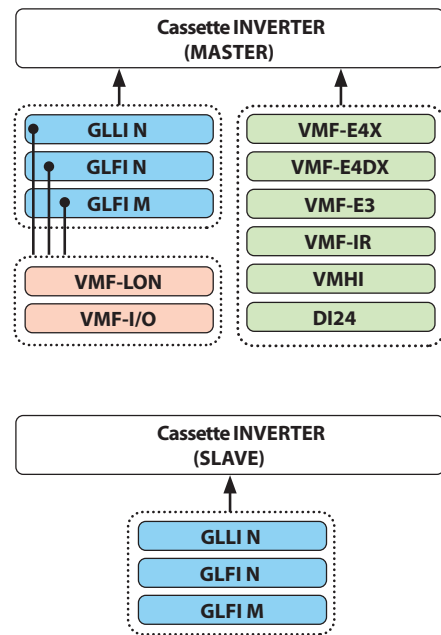 Cassette INVERTER
(MASTER)
GLLI N
GLFI N
GLFI M
VMF-LON
VMF-I/O
VMF-E4X
VMF-E4DX
VMF-E3
VMF-IR
VMHI
DI24
Cassette INVERTER
(SLAVE)
GLLI N
GLFI N
GLFI M